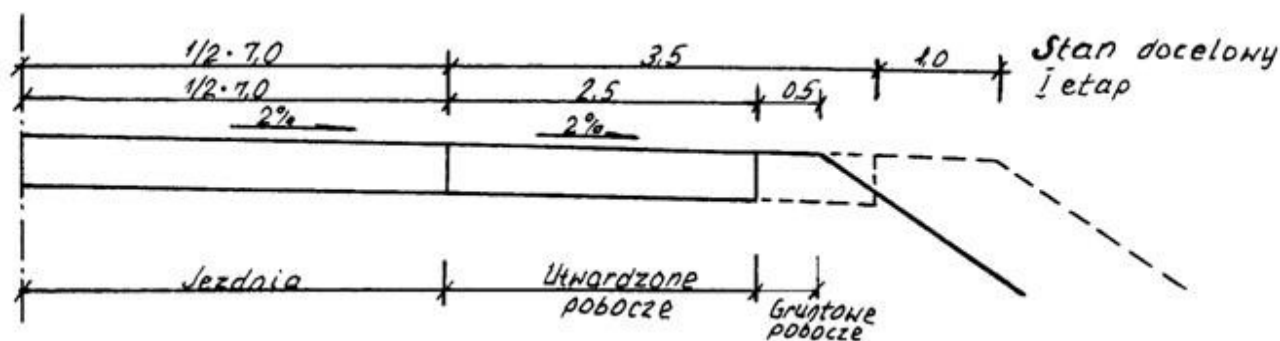 1/2·7,0
3,5
1,0
Stan docelowy
1/2·7,0
2,5
0,5
I etap
2%
2%
Jezdnia
Utwardzone
pobocze
Gruntowe
pobocze